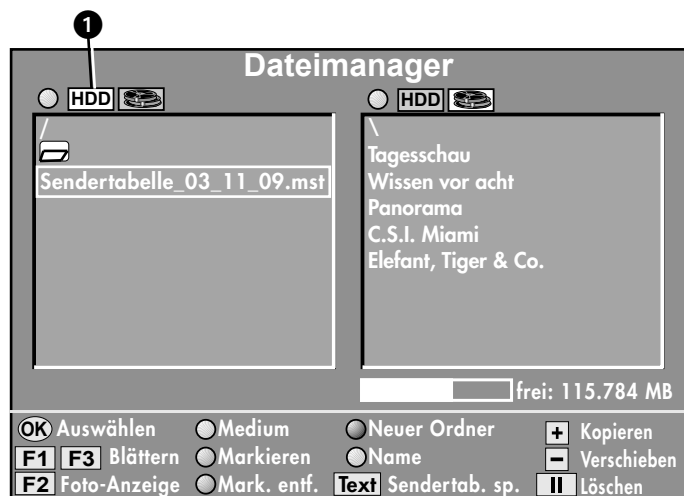 1
Dateimanager
HDD
HDD
/
Sendertabelle_03_11_09.mst
\
Tagesschau
Wissen vor acht
Panorama
C.S.I. Miami
Elefant, Tiger & Co.
frei: 115.784 MB
OK Auswählen Medium Neuer Ordner + Kopieren
F1 F3 Blättern Markieren Name − Verschieben
F2 Foto-Anzeige Mark. entf. Text Sendertab. sp. II Löschen